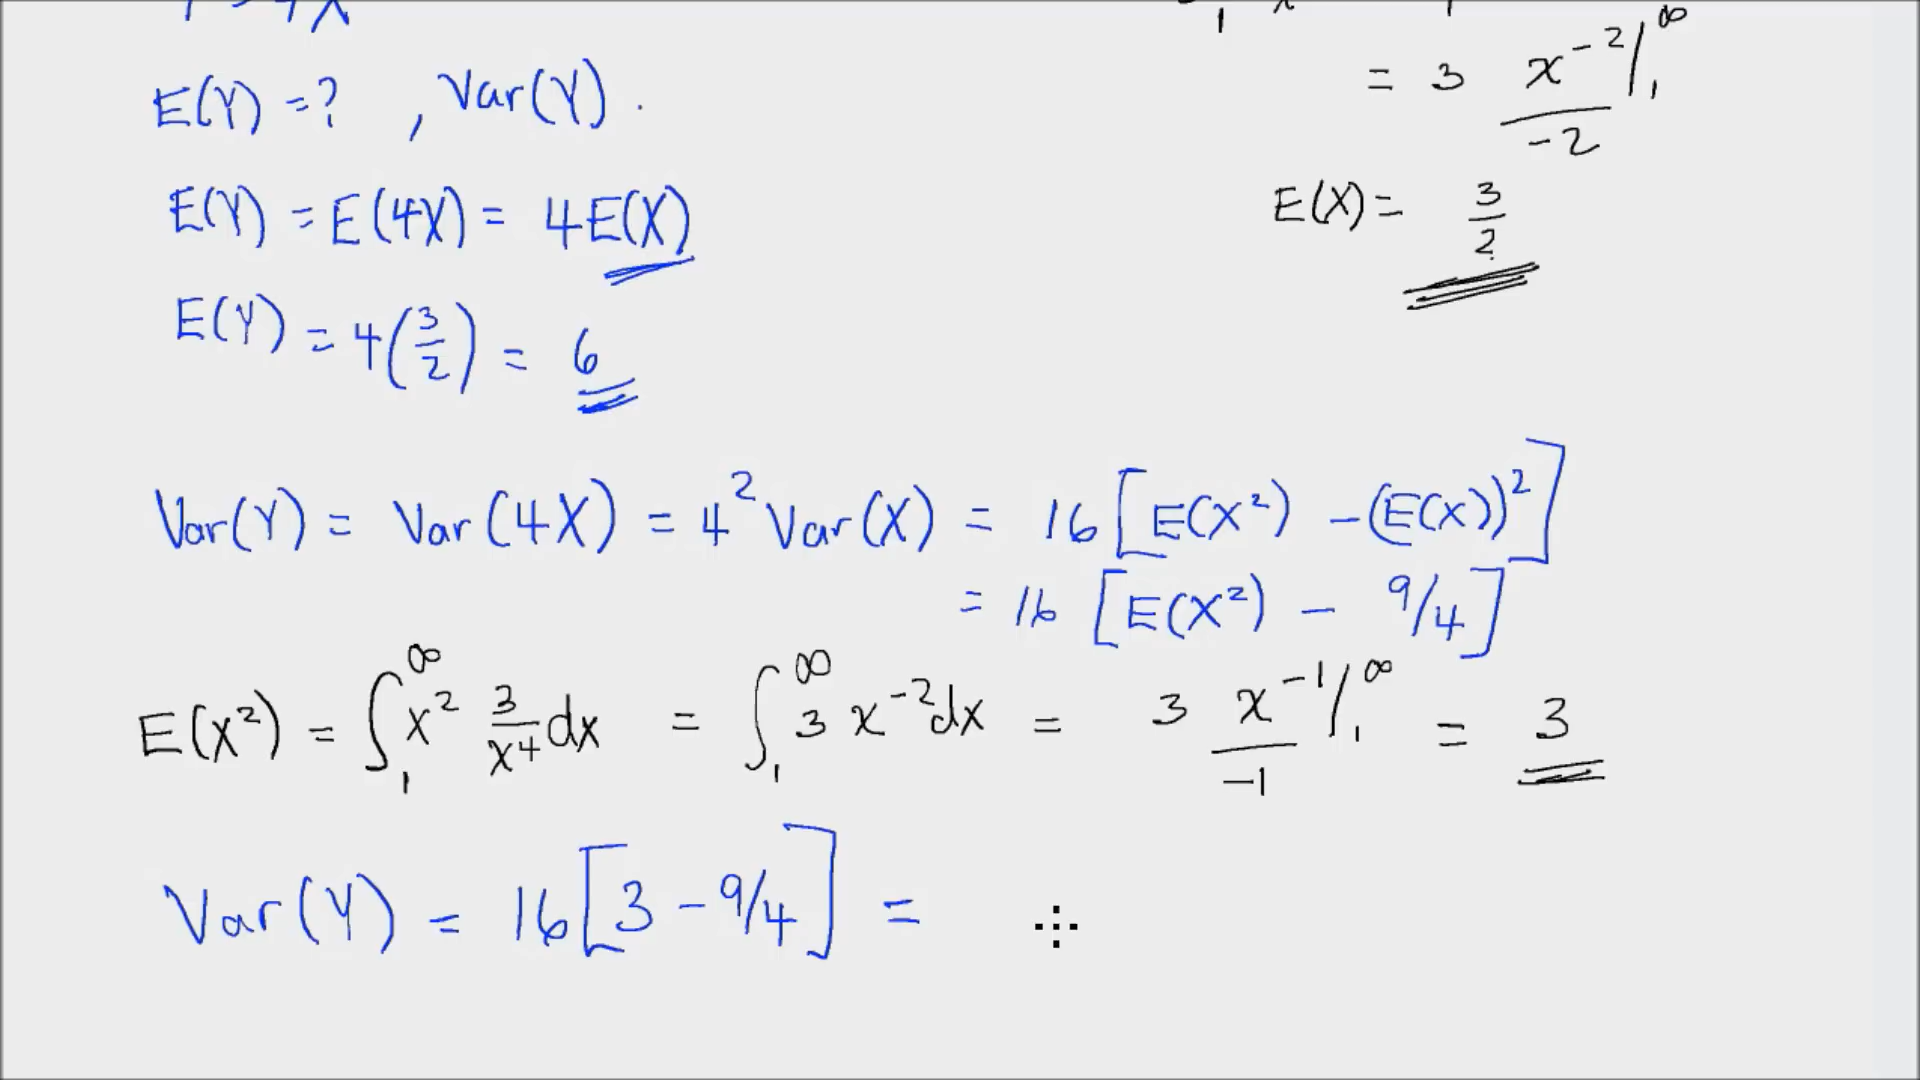 E(Y) = ? , Var(Y) .
E(Y) = E(4X) = 4E(X)
E(Y) = 4(3/2) = 6
= 3 x^-2/-2 |_1^∞
E(X) = 3/2
Var(Y) = Var(4X) = 4^2 Var(X) = 16[E(X^2) - (E(X))^2]
= 16 [E(X^2) - 9/4]
E(X^2) = ∫_1^∞ x^2 3/x^4 dx = ∫_1^∞ 3 x^-2 dx = 3 x^-1/-1 |_1^∞ = 3
Var(Y) = 16[3 - 9/4] =